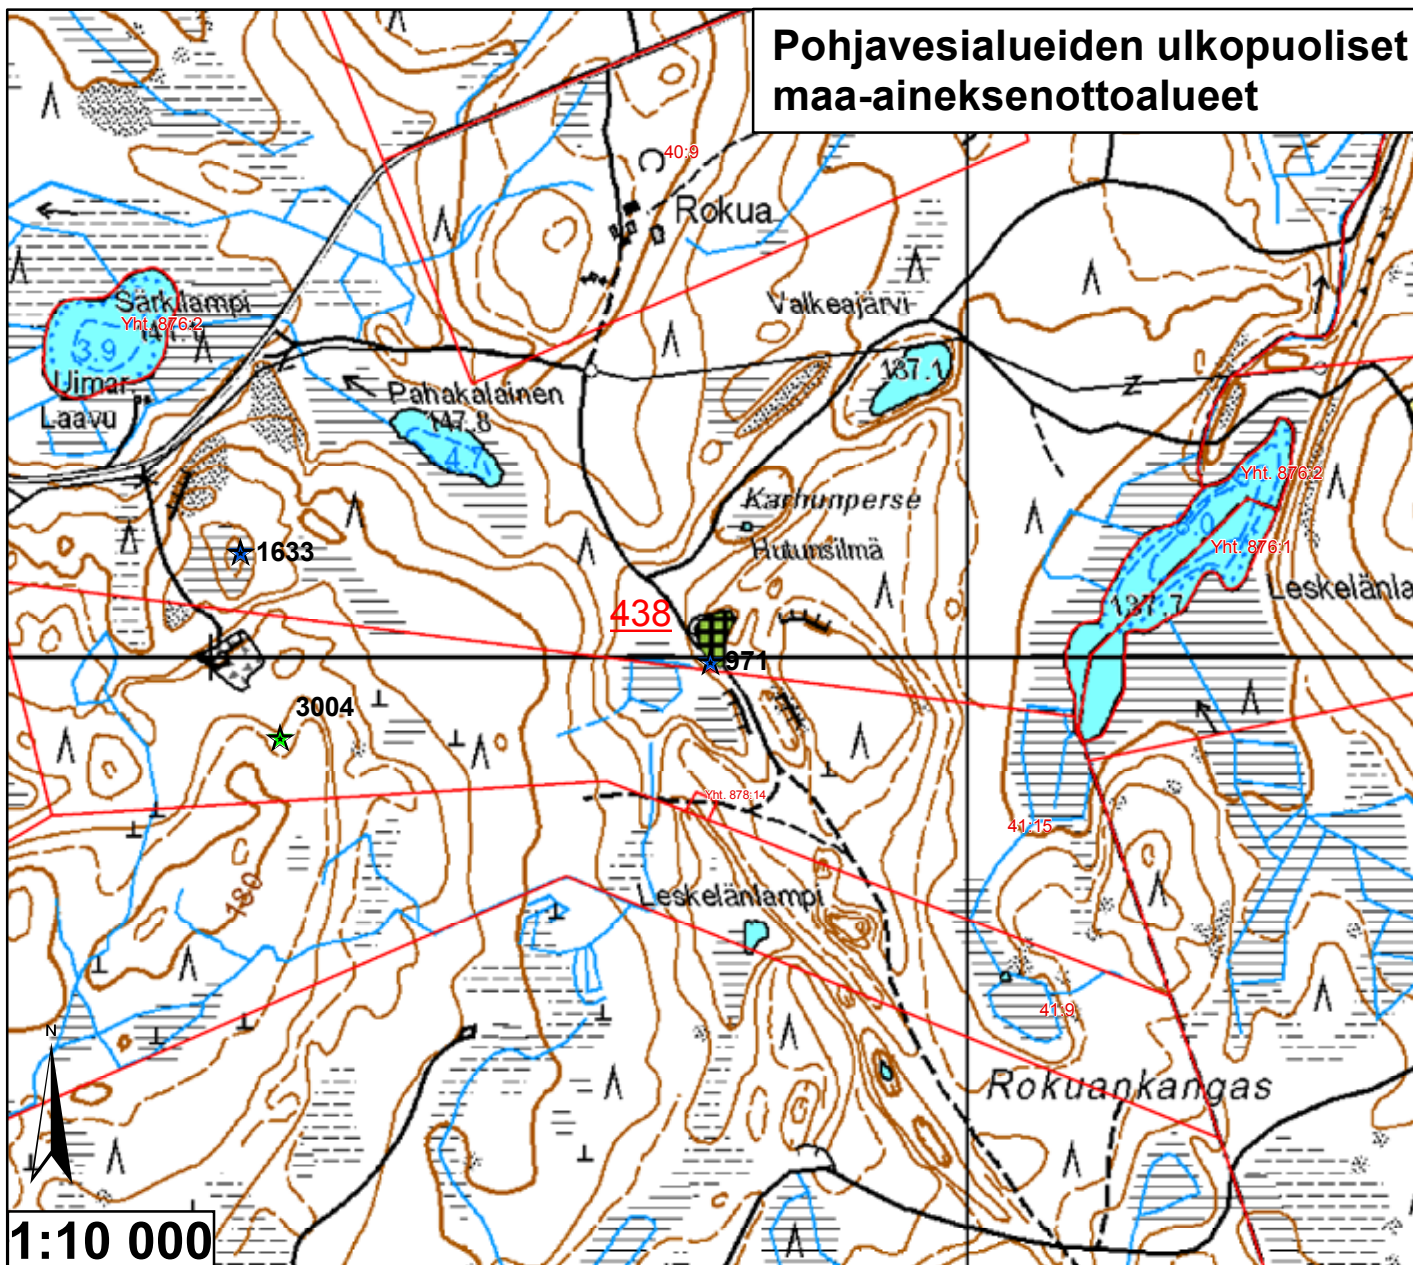 Pohjavesialueiden ulkopuoliset
maa-aineksenottoalueet
40:9
Rokua
Särkilampi
Yht. 876:2
3.9
Valkeajärvi
137.1
Pahakalainen
147.8
4.7
Uimar
Laavu
Karhunperse
Hutunsilmä
Yht. 876:2
Yht. 876:1
137.7
Leskelänla
1633
438
971
3004
Yht. 878:14
41:15
180
Leskelänlampi
41:9
N
Rokuankangas
1:10 000